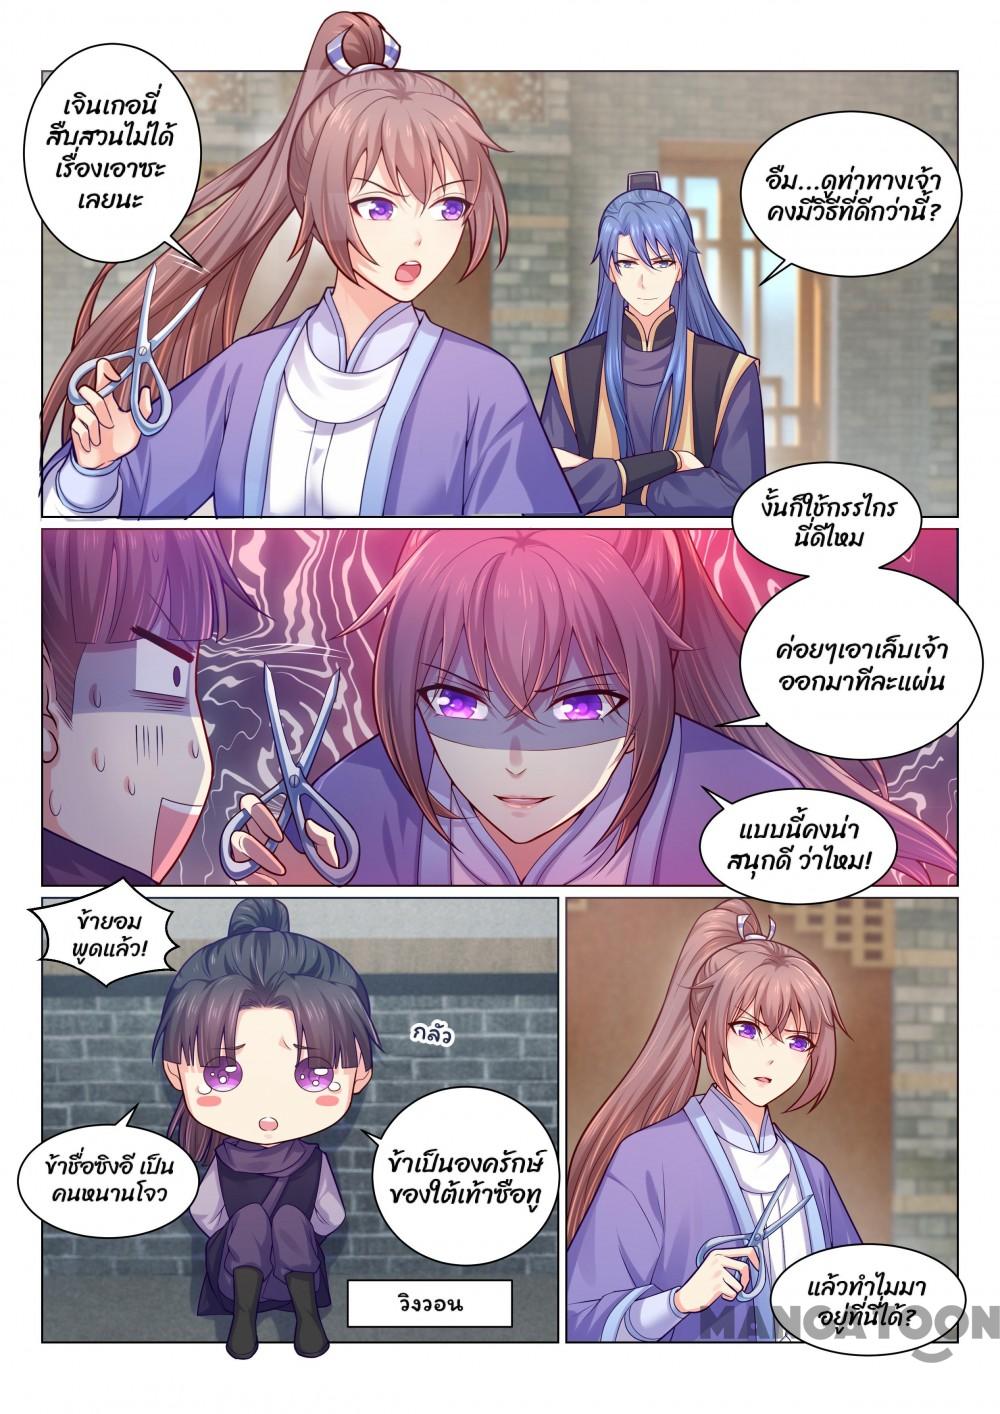 เจินเกอนี่
สืบสวนไม่ได้
เรื่องเอาซะ
เลยนะ
อืม...ดูท่าทางเจ้า
คงมีวิธีที่ดีกว่านี้?
งั้นก็ใช้กรรไกร
นี่ดีไหม
ค่อยๆเอาเล็บเจ้า
ออกมาทีละแผ่น
แบบนี้คงน่า
สนุกดี ว่าไหม!
ข้ายอม
พูดแล้ว!
กลัว
ข้าชื่อซิงอี เป็น
คนหนานโจว
ข้าเป็นองครักษ์
ของใต้เท้าซือทู
วิงวอน
แล้วทำไมมา
อยู่ที่นี่ได้?
MANGATOON